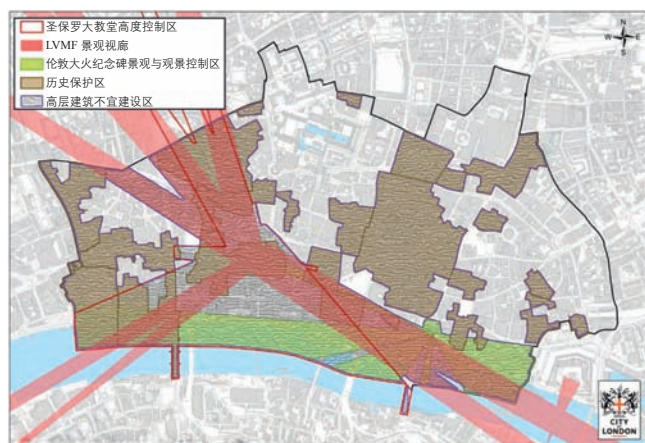 圣保罗大教堂高度控制区
LVMF 景观视廊
伦敦大火纪念碑景观与观景控制区
历史保护区
高层建筑不宜建设区
N
W E
S
CITY
OF
LONDON